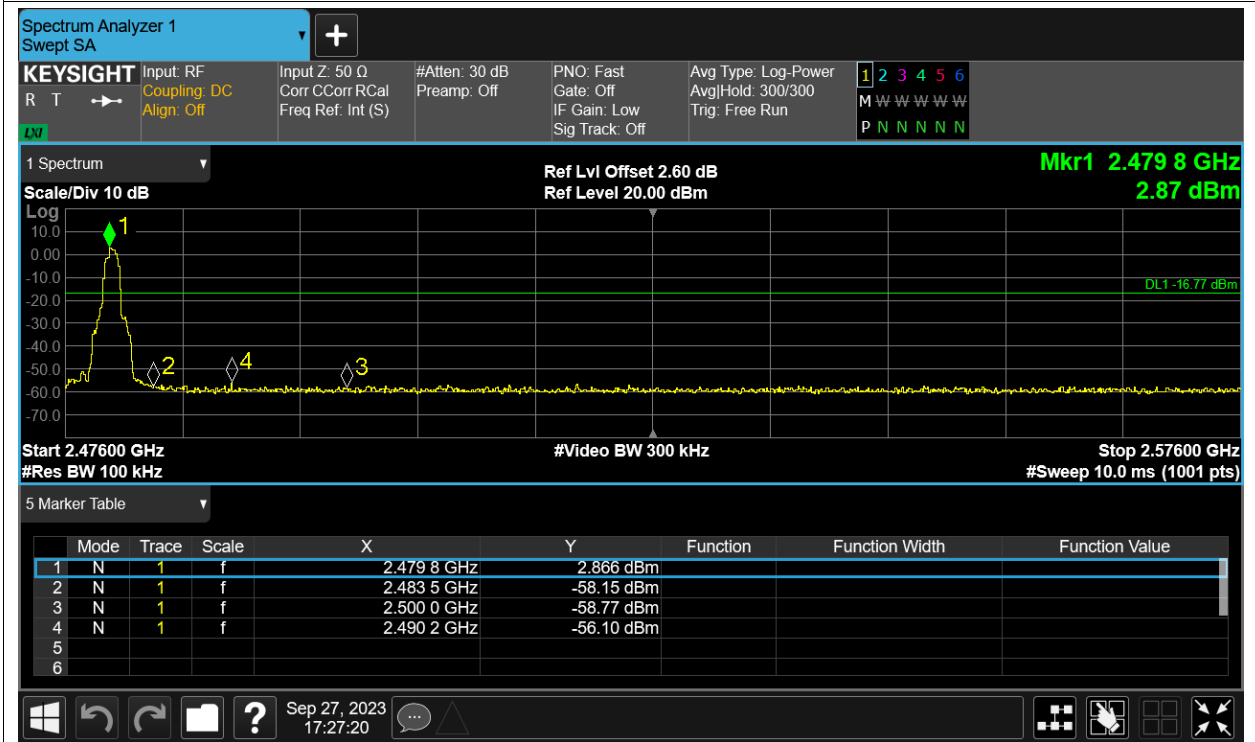 Spectrum Analyzer 1
Swept SA
+
KEYSIGHT
R T
LXI
Input: RF
Coupling: DC
Align: Off
Input Z: 50 Ω
Corr CCorr RCal
Freq Ref: Int (S)
#Atten: 30 dB
Preamp: Off
PNO: Fast
Gate: Off
IF Gain: Low
Sig Track: Off
Avg Type: Log-Power
Avg|Hold: 300/300
Trig: Free Run
1 2 3 4 5 6
M W W W W W
P N N N N N
1 Spectrum
Scale/Div 10 dB
Ref Lvl Offset 2.60 dB
Ref Level 20.00 dBm
Mkr1 2.479 8 GHz
2.87 dBm
Log
10.0
0.00
-10.0
-20.0
-30.0
-40.0
-50.0
-60.0
-70.0
1
2
4
3
DL1 -16.77 dBm
Start 2.47600 GHz
#Video BW 300 kHz
Stop 2.57600 GHz
#Res BW 100 kHz
#Sweep 10.0 ms (1001 pts)
5 Marker Table
Mode Trace Scale X Y Function Function Width Function Value
1 N 1 f 2.479 8 GHz 2.866 dBm
2 N 1 f 2.483 5 GHz -58.15 dBm
3 N 1 f 2.500 0 GHz -58.77 dBm
4 N 1 f 2.490 2 GHz -56.10 dBm
5
6
?
Sep 27, 2023
17:27:20